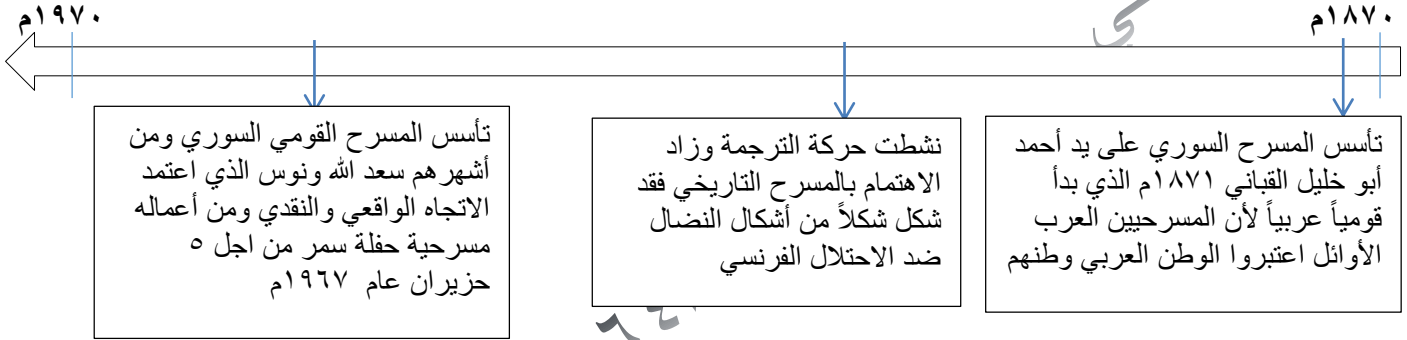 ١٨٧٠م
١٩٧٠م
تأسس المسرح السوري على يد أحمد
أبو خليل القباني ١٨٧١م الذي بدأ
قومياً عربياً لأن المسرحيين العرب
الأوائل اعتبروا الوطن العربي وطنهم
نشطت حركة الترجمة وزاد
الاهتمام بالمسرح التاريخي فقد
شكل شكلاً من أشكال النضال
ضد الاحتلال الفرنسي
تأسس المسرح القومي السوري ومن
أشهرهم سعد الله ونوس الذي اعتمد
الاتجاه الواقعي والنقدي ومن أعماله
مسرحية حفلة سمر من اجل ٥
حزيران عام ١٩٦٧م